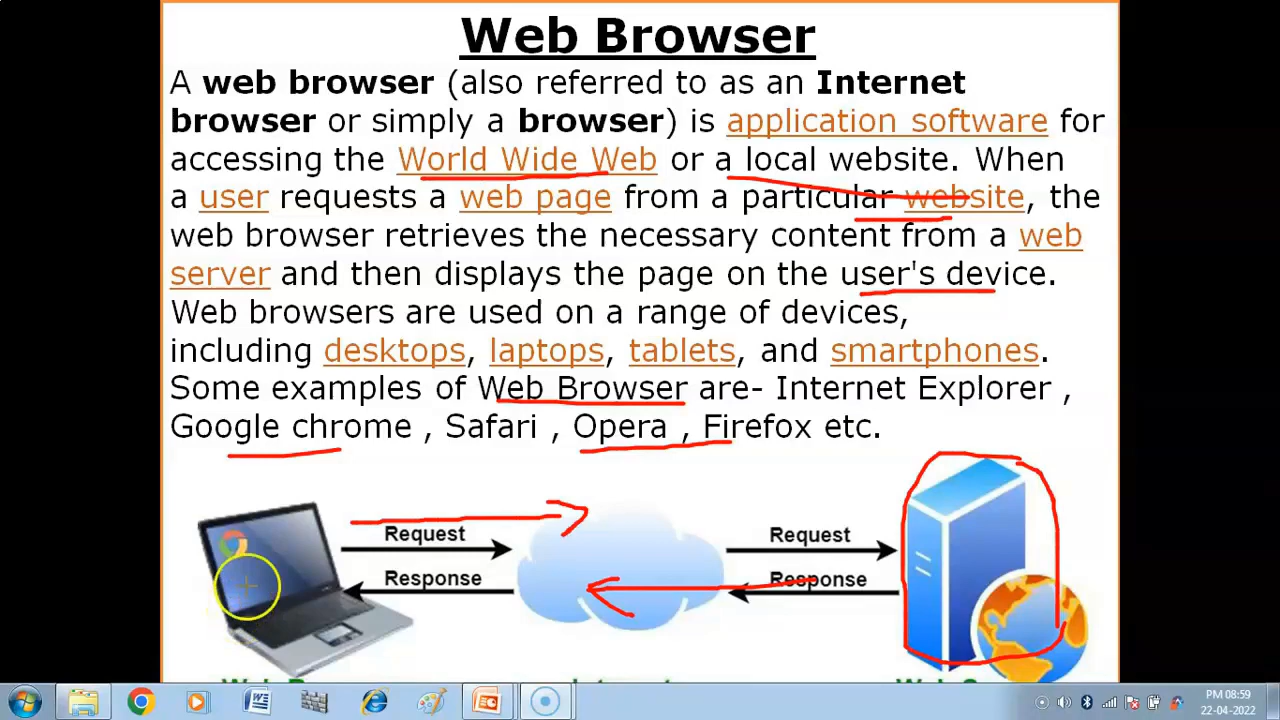 Web Browser
A web browser (also referred to as an Internet
browser or simply a browser) is application software for
accessing the World Wide Web or a local website. When
a user requests a web page from a particular website, the
web browser retrieves the necessary content from a web
server and then displays the page on the user's device.
Web browsers are used on a range of devices,
including desktops, laptops, tablets, and smartphones.
Some examples of Web Browser are- Internet Explorer ,
Google chrome , Safari , Opera , Firefox etc.
Request
Request
Response
Response
PM 08:59
22-04-2022